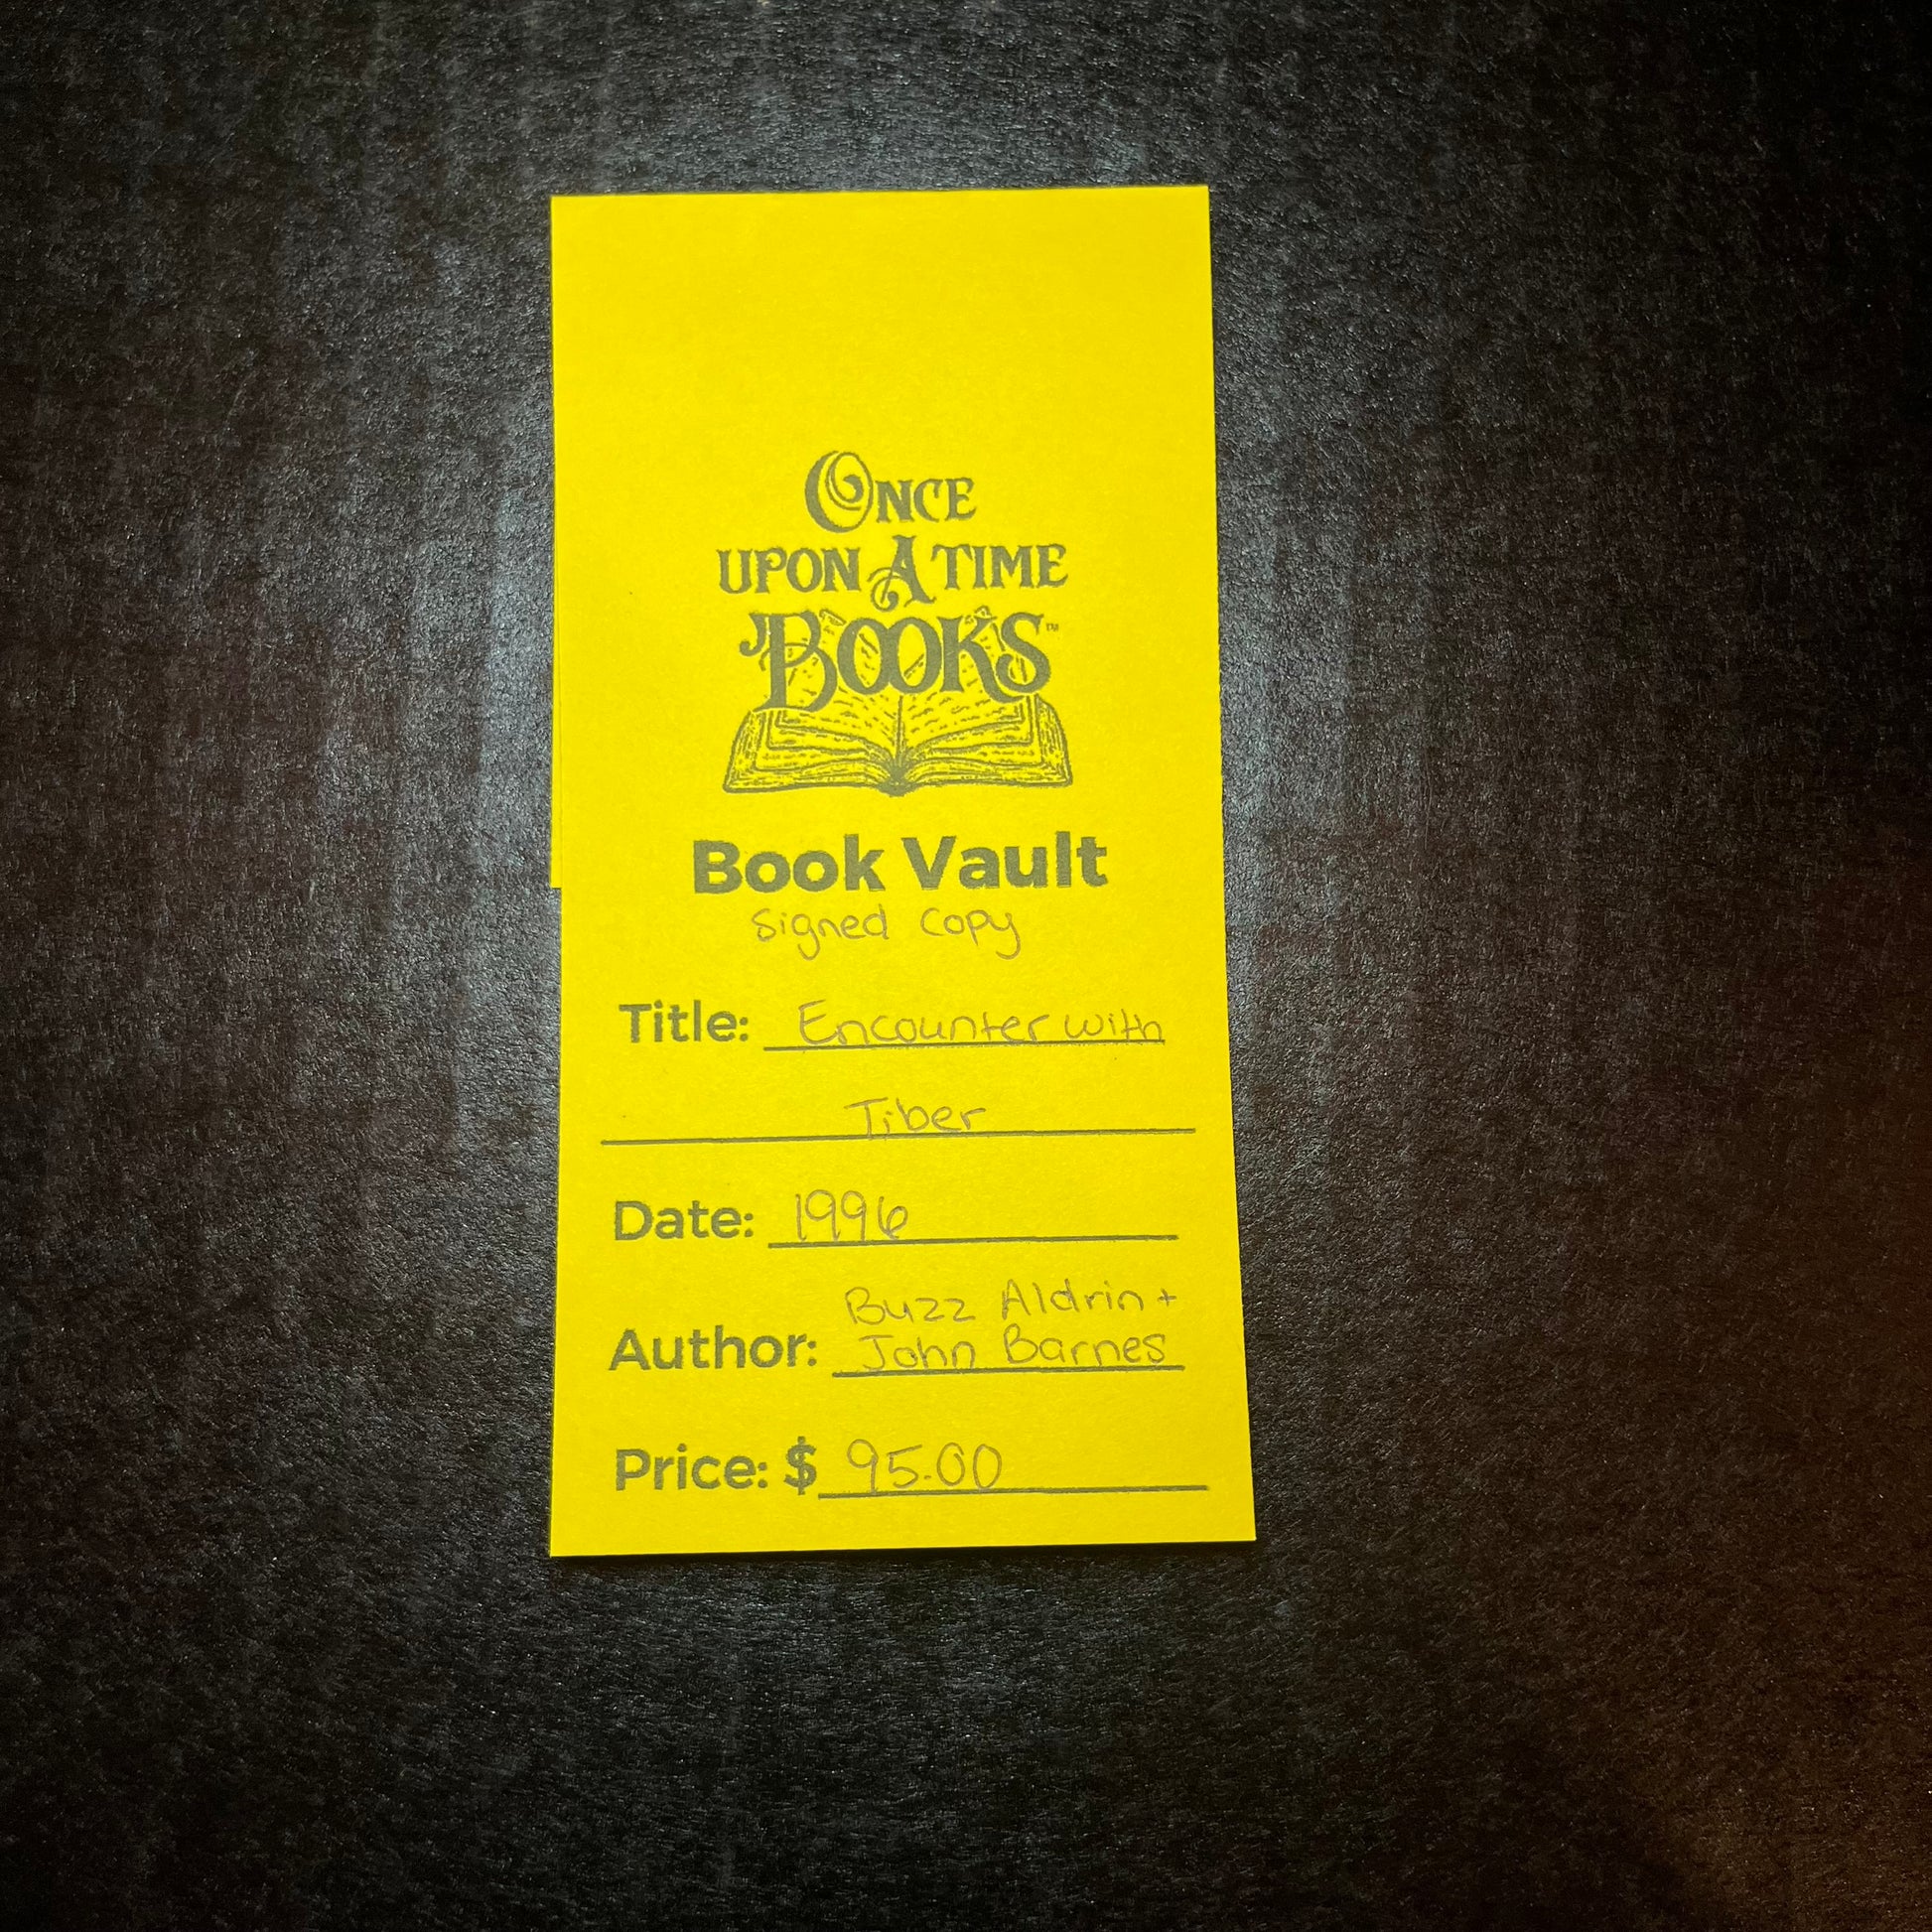 ONCE
UPON A TIME
BOOKS™
Book Vault
Signed Copy
Title: Encounter with
Tiber
Date: 1996
Buzz Aldrin +
Author: John Barnes
Price: $ 95.00